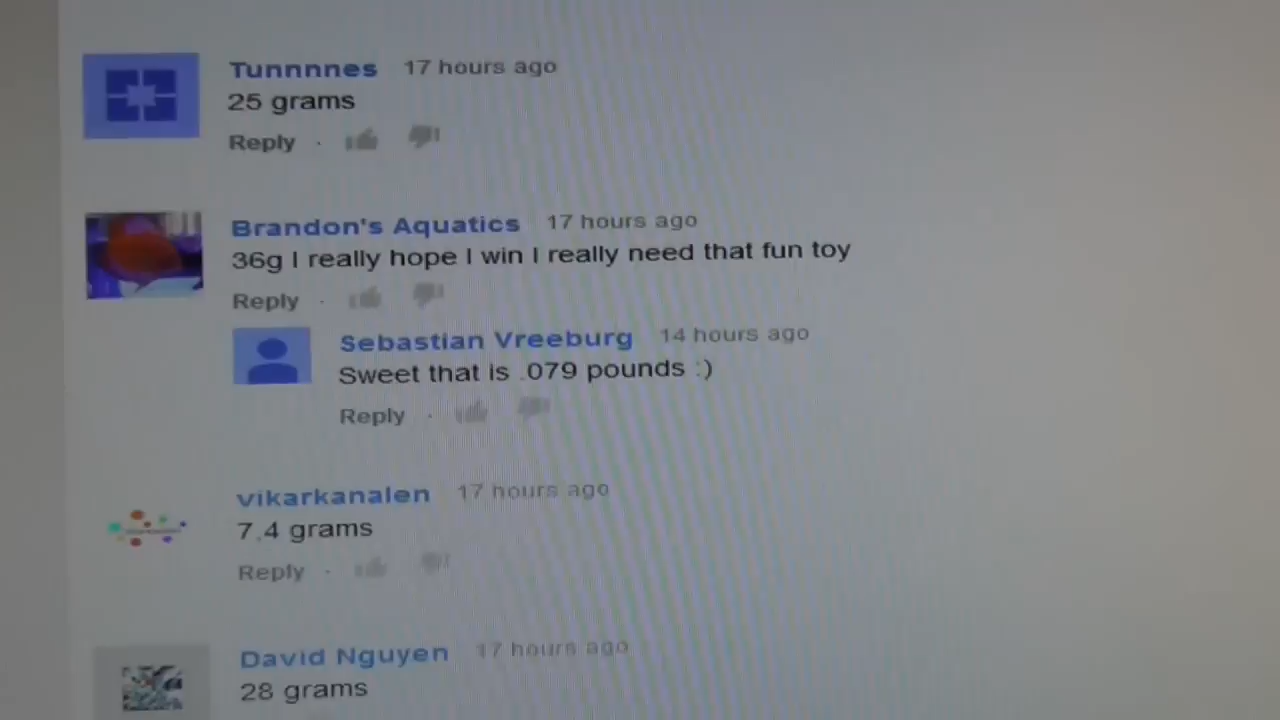 Tunnnnes 17 hours ago
25 grams
Reply ·
Brandon's Aquatics 17 hours ago
36g I really hope I win I really need that fun toy
Reply ·
Sebastian Vreeburg 14 hours ago
Sweet that is .079 pounds :)
Reply ·
vikarkanalen 17 hours ago
7.4 grams
Reply ·
David Nguyen 17 hours ago
28 grams